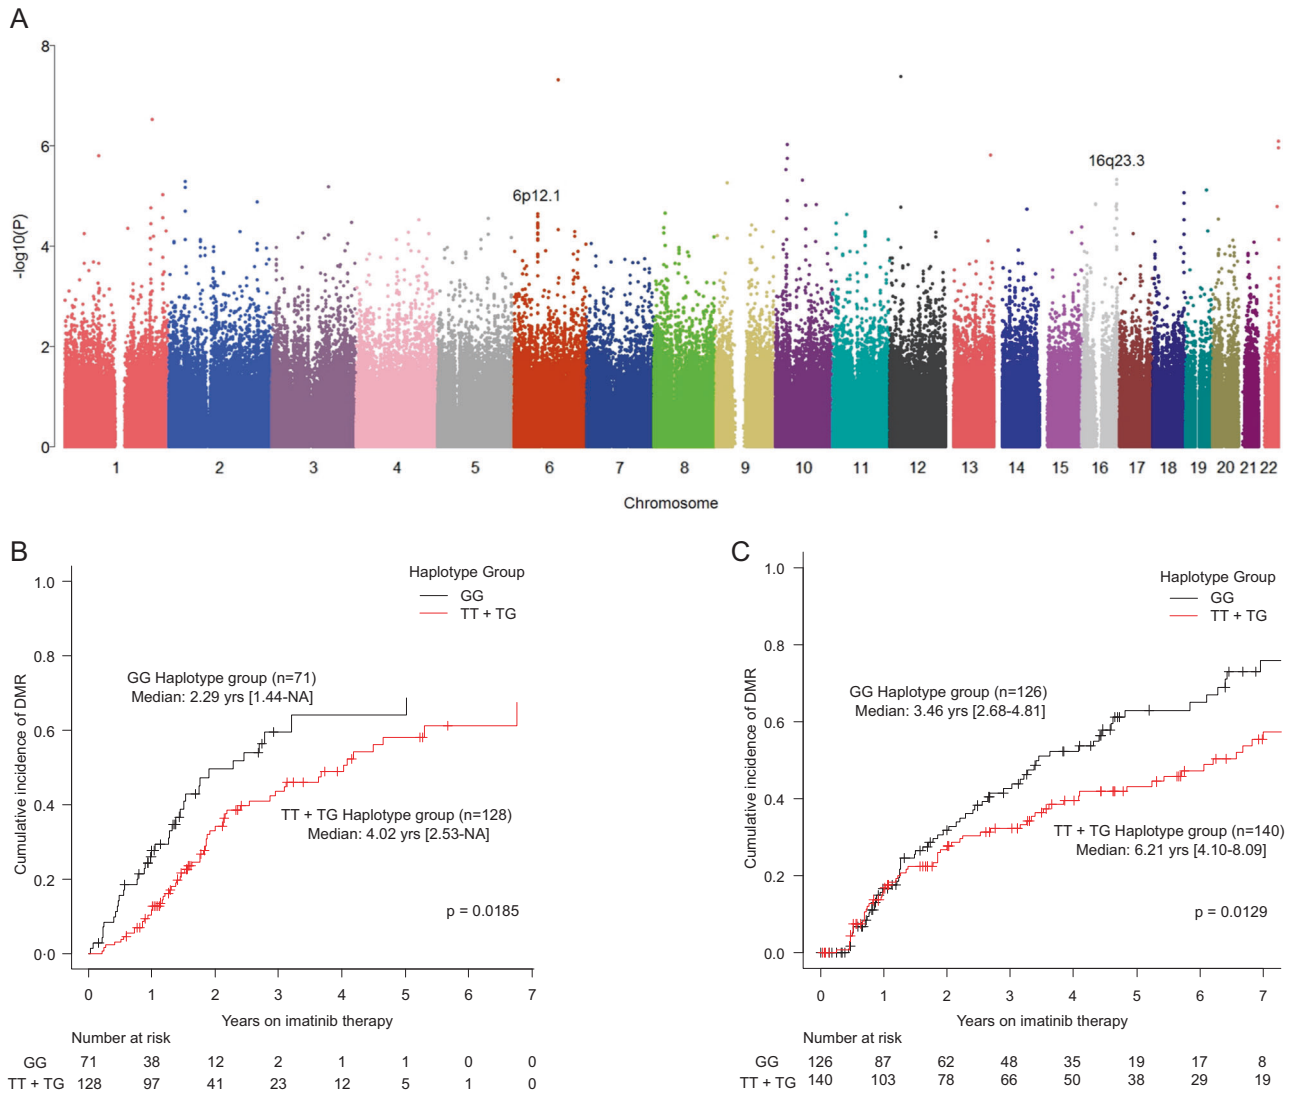 A
8
6
4
2
0
-log10(P)
6p12.1
16q23.3
1 2 3 4 5 6 7 8 9 10 11 12 13 14 15 16 17 18 19 20 21 22
Chromosome
B
Haplotype Group
GG
TT + TG
1.0
0.8
0.6
0.4
0.2
0·0
Cumulative incidence of DMR
GG Haplotype group (n=71)
Median: 2.29 yrs [1.44-NA]
TT + TG Haplotype group (n=128)
Median: 4.02 yrs [2.53-NA]
p = 0.0185
0 1 2 3 4 5 6 7
Years on imatinib therapy
Number at risk
GG 71 38 12 2 1 1 0 0
TT + TG 128 97 41 23 12 5 1 0
C
Haplotype Group
GG
TT + TG
1.0
0.8
0.6
0.4
0.2
0.0
Cumulative incidence of DMR
GG Haplotype group (n=126)
Median: 3.46 yrs [2.68-4.81]
TT + TG Haplotype group (n=140)
Median: 6.21 yrs [4.10-8.09]
p = 0.0129
0 1 2 3 4 5 6 7
Years on imatinib therapy
Number at risk
GG 126 87 62 48 35 19 17 8
TT + TG 140 103 78 66 50 38 29 19